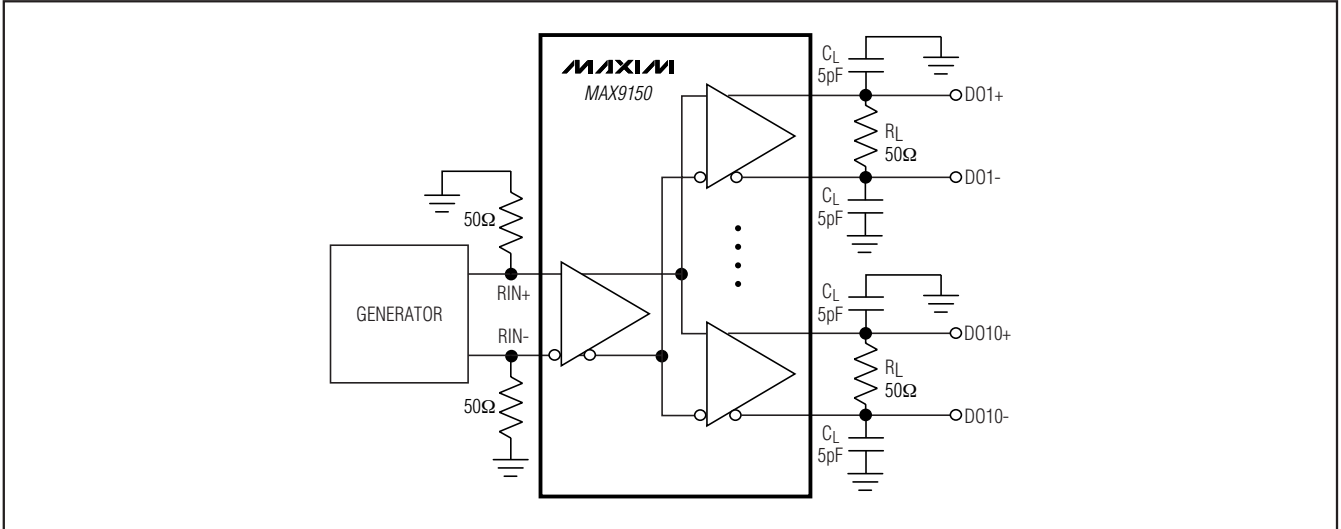 MAXIM
MAX9150
CL
5pF
DO1+
RL
50Ω
DO1-
CL
5pF
50Ω
RIN+
GENERATOR
RIN-
50Ω
CL
5pF
DO10+
RL
50Ω
DO10-
CL
5pF